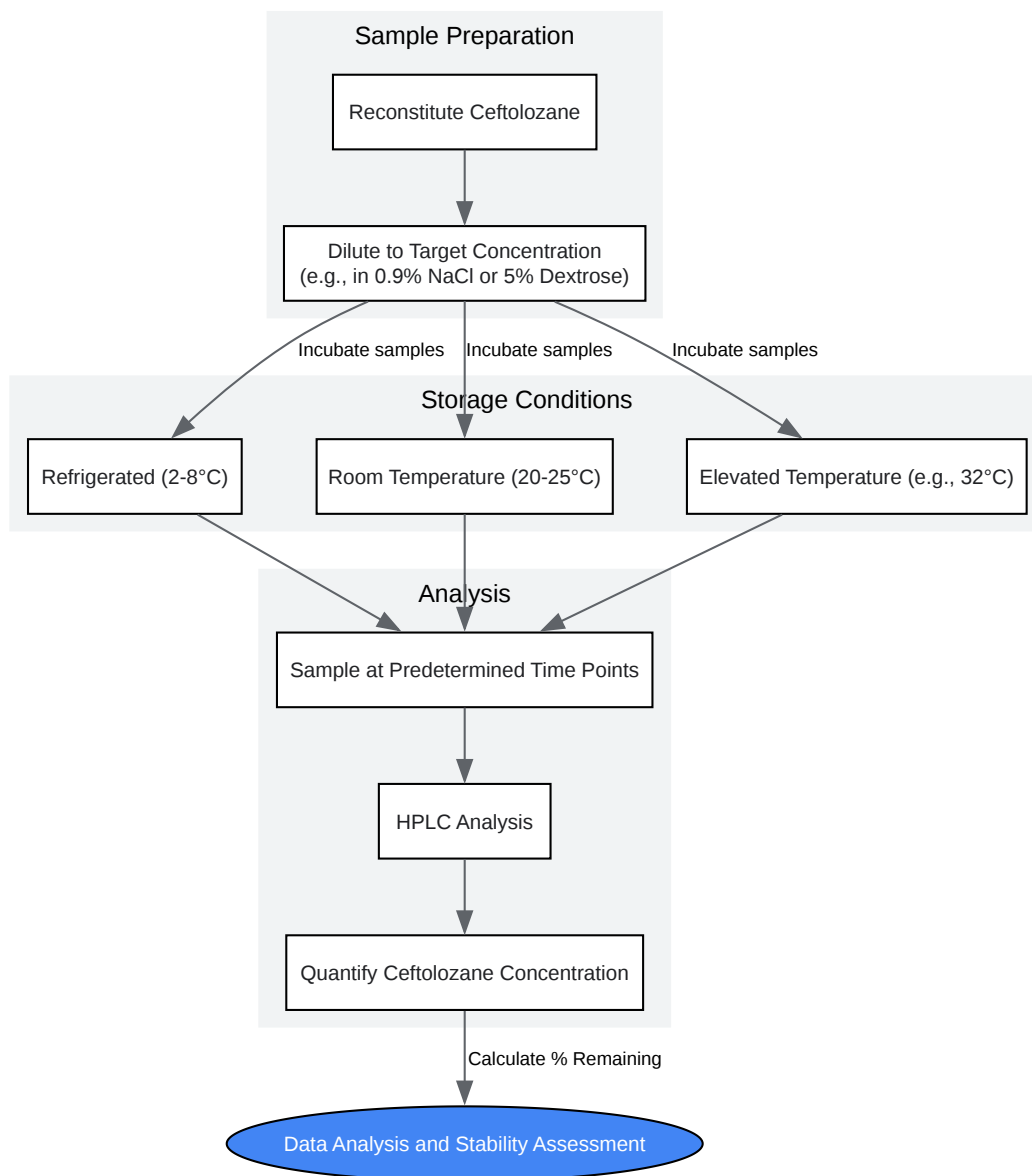 Sample Preparation
Reconstitute Ceftolozane
Dilute to Target Concentration
(e.g., in 0.9% NaCl or 5% Dextrose)
Incubate samples
Incubate samples
Incubate samples
Storage Conditions
Refrigerated (2-8°C)
Room Temperature (20-25°C)
Elevated Temperature (e.g., 32°C)
Analysis
Sample at Predetermined Time Points
HPLC Analysis
Quantify Ceftolozane Concentration
Calculate % Remaining
Data Analysis and Stability Assessment